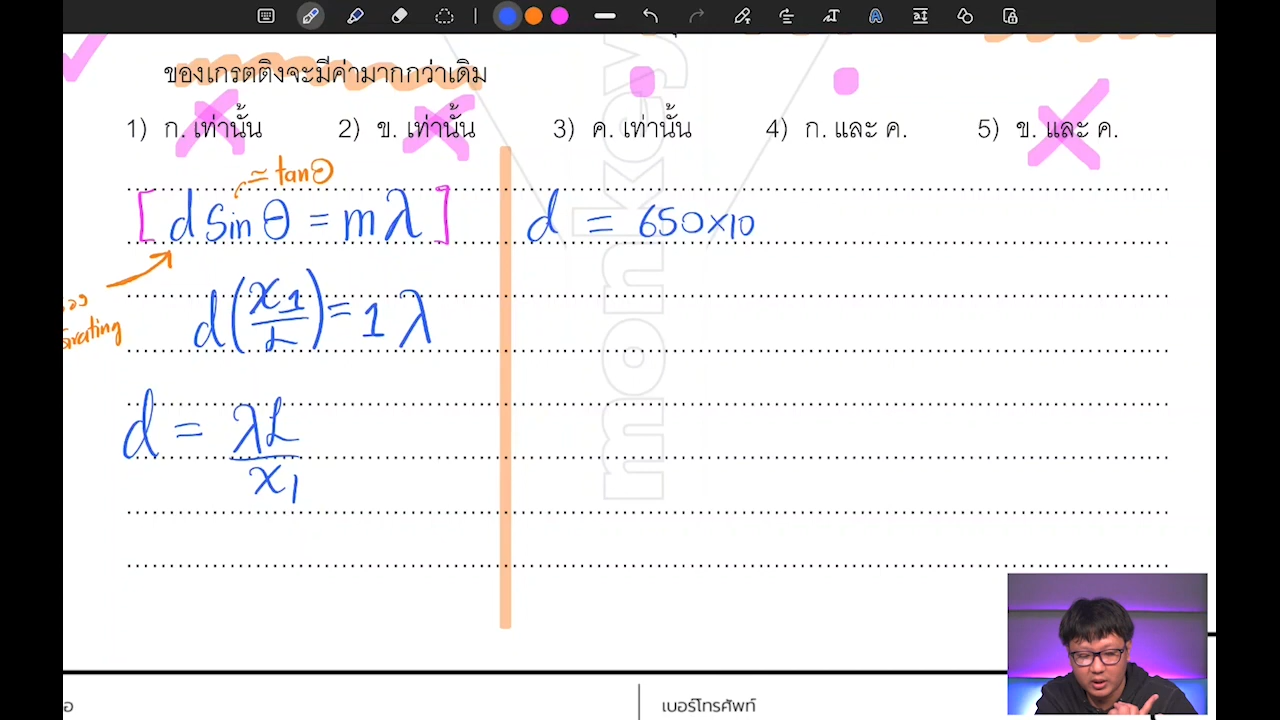 ของเกรตติงจะมีค่ามากกว่าเดิม
1) ก. เท่านั้น 2) ข. เท่านั้น 3) ค. เท่านั้น 4) ก. และ ค. 5) ข. และ ค.
≃ tanθ
[ d Sin θ = m λ ]
grating
d(x1/L) = 1 λ
d = λL/x1
d = 650×10
monkey
เบอร์โทรศัพท์